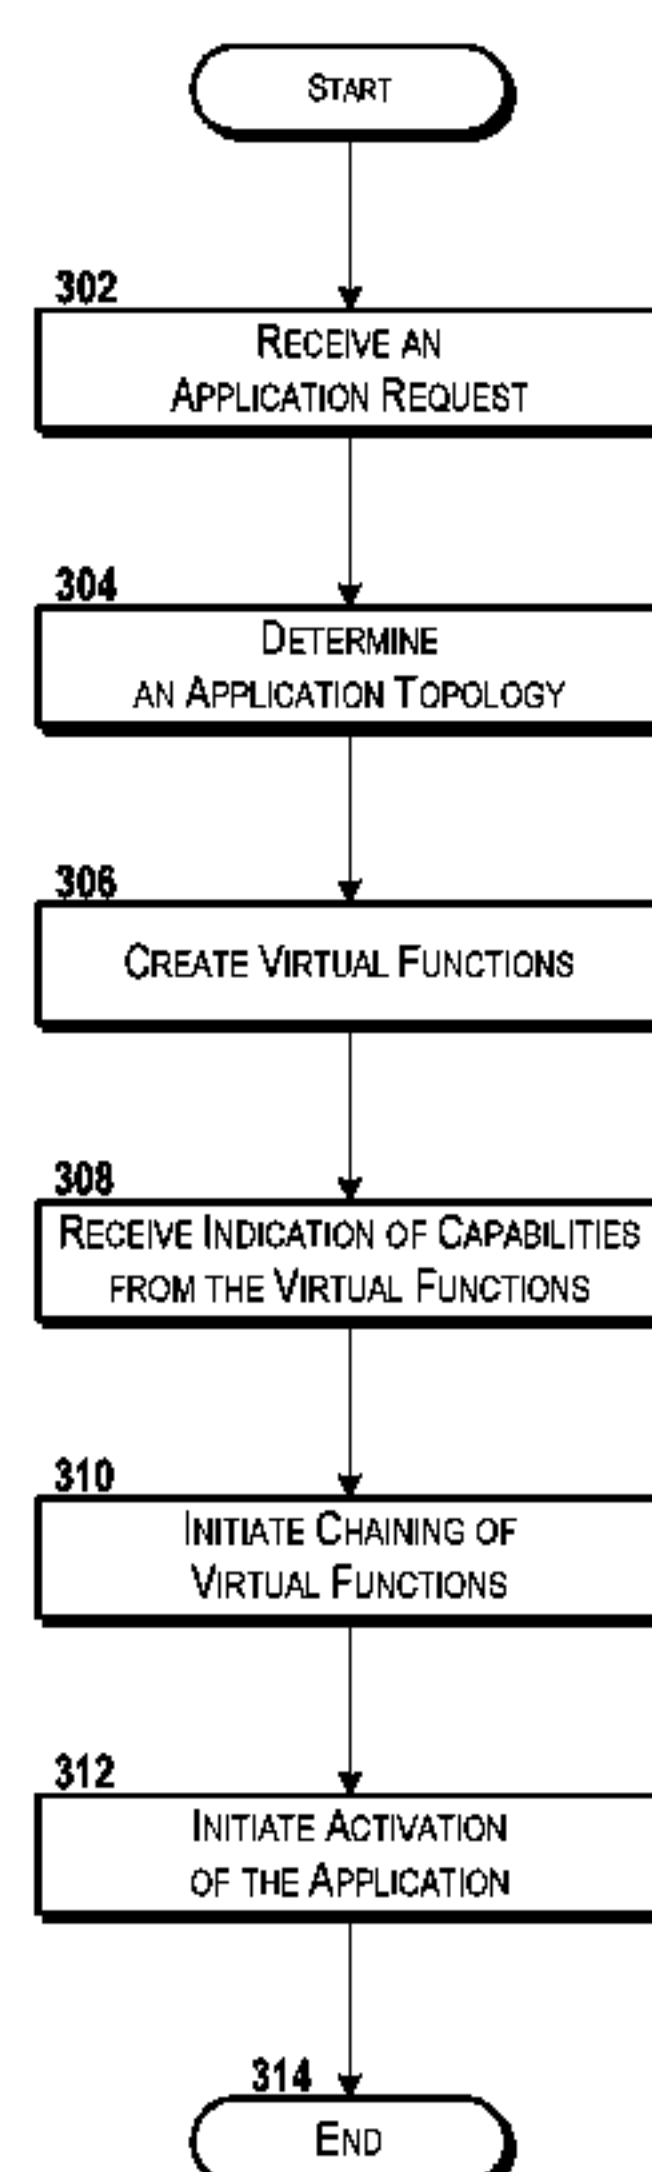 START
302
RECEIVE AN
APPLICATION REQUEST
304
DETERMINE
AN APPLICATION TOPOLOGY
306
CREATE VIRTUAL FUNCTIONS
308
RECEIVE INDICATION OF CAPABILITIES
FROM THE VIRTUAL FUNCTIONS
310
INITIATE CHAINING OF
VIRTUAL FUNCTIONS
312
INITIATE ACTIVATION
OF THE APPLICATION
314
END